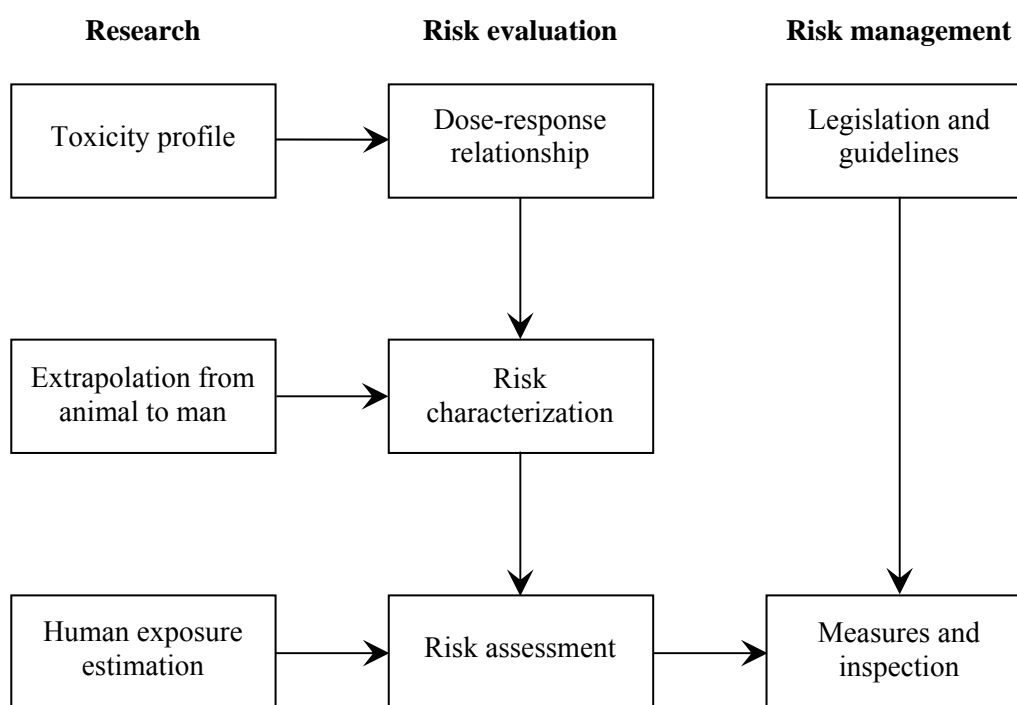 Research
Risk evaluation
Risk management
Toxicity profile
Dose-response
relationship
Legislation and
guidelines
Extrapolation from
animal to man
Risk
characterization
Human exposure
estimation
Risk assessment
Measures and
inspection